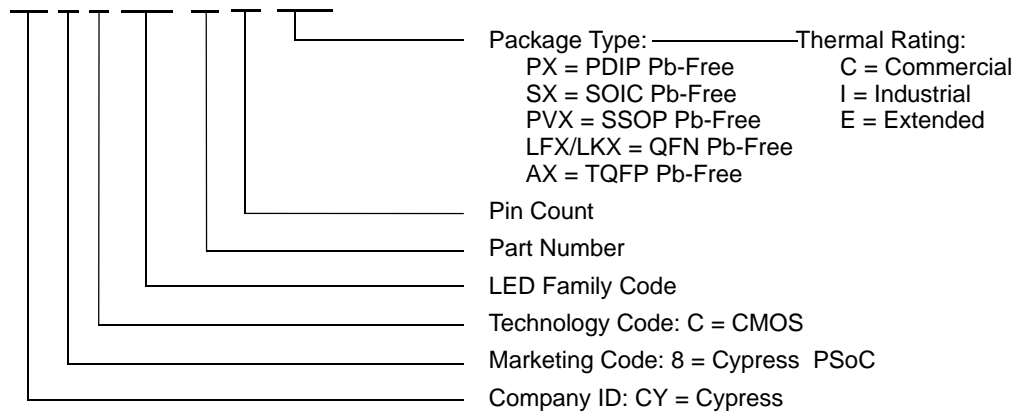 Package Type: Thermal Rating:
PX = PDIP Pb-Free C = Commercial
SX = SOIC Pb-Free I = Industrial
PVX = SSOP Pb-Free E = Extended
LFX/LKX = QFN Pb-Free
AX = TQFP Pb-Free
Pin Count
Part Number
LED Family Code
Technology Code: C = CMOS
Marketing Code: 8 = Cypress PSoC
Company ID: CY = Cypress